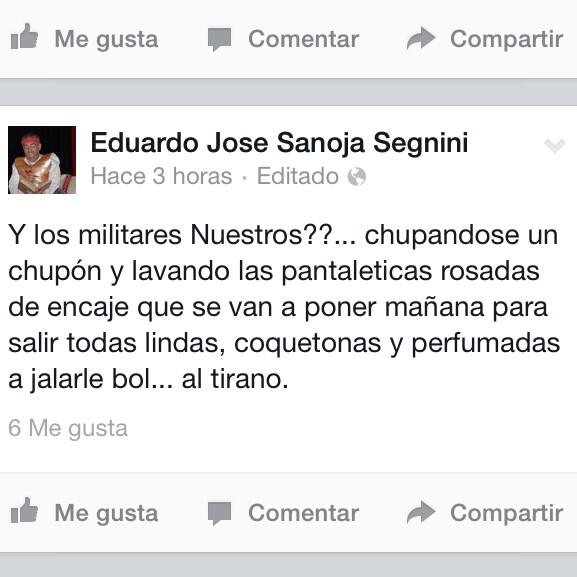 Me gusta Comentar Compartir
Eduardo Jose Sanoja Segnini
Hace 3 horas · Editado
Y los militares Nuestros??... chupandose un
chupón y lavando las pantaleticas rosadas
de encaje que se van a poner mañana para
salir todas lindas, coquetonas y perfumadas
a jalarle bol... al tirano.
6 Me gusta
Me gusta Comentar Compartir